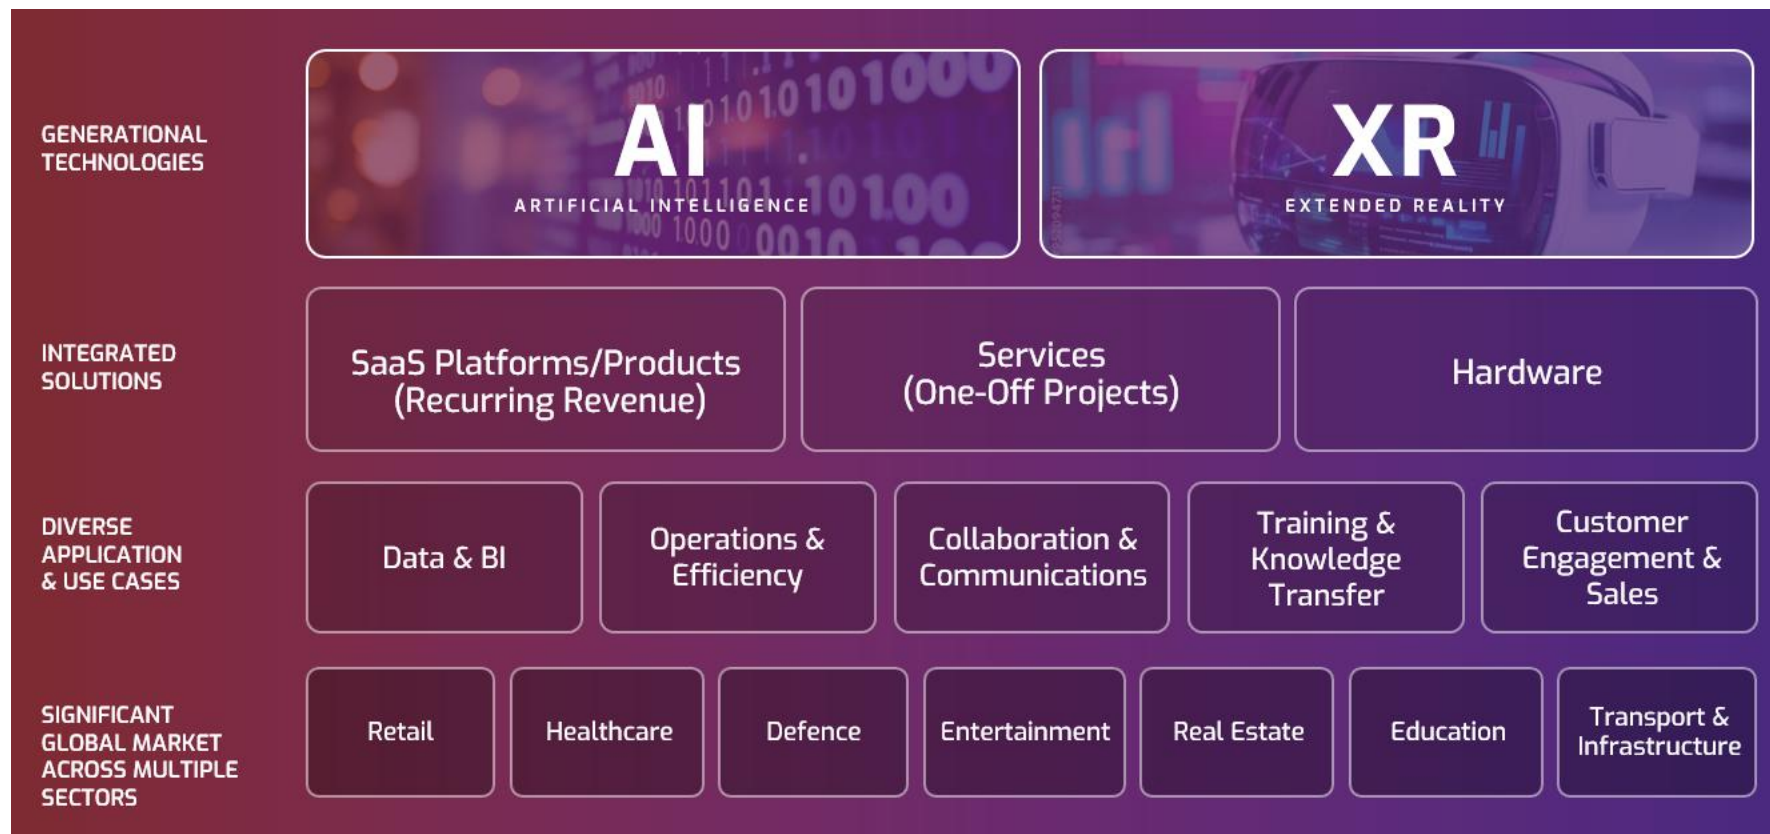 GENERATIONAL
TECHNOLOGIES
AI
ARTIFICIAL INTELLIGENCE
XR
EXTENDED REALITY
INTEGRATED
SOLUTIONS
SaaS Platforms/Products
(Recurring Revenue)
Services
(One-Off Projects)
Hardware
DIVERSE
APPLICATION
& USE CASES
Data & BI
Operations &
Efficiency
Collaboration &
Communications
Training &
Knowledge
Transfer
Customer
Engagement &
Sales
SIGNIFICANT
GLOBAL MARKET
ACROSS MULTIPLE
SECTORS
Retail
Healthcare
Defence
Entertainment
Real Estate
Education
Transport &
Infrastructure